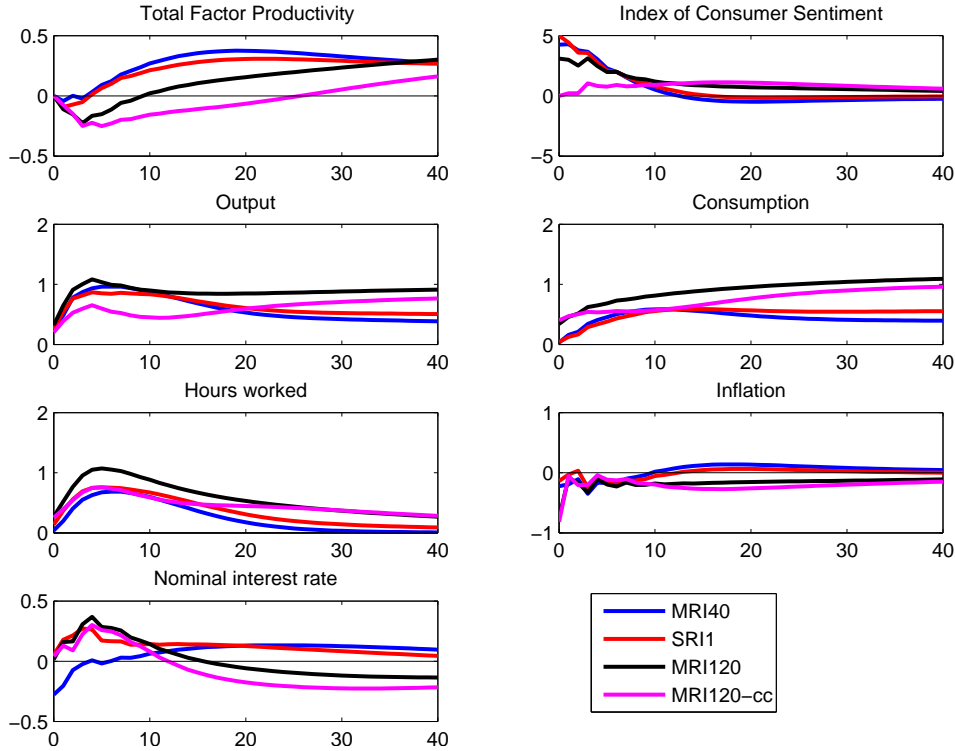 Total Factor Productivity
0.5
0
−0.5
0 10 20 30 40
Index of Consumer Sentiment
5
0
−5
0 10 20 30 40
Output
2
1
0
0 10 20 30 40
Consumption
2
1
0
0 10 20 30 40
Hours worked
2
1
0
0 10 20 30 40
Inflation
1
0
−1
0 10 20 30 40
Nominal interest rate
0.5
0
−0.5
0 10 20 30 40
MRI40
SRI1
MRI120
MRI120−cc